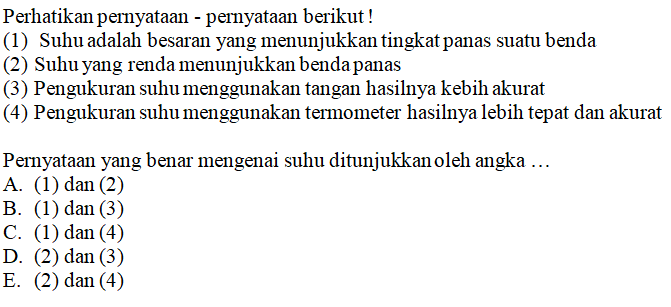 Perhatikan pernyataan - pernyataan berikut !
(1) Suhu adalah besaran yang menunjukkan tingkat panas suatu benda
(2) Suhu yang renda menunjukkan benda panas
(3) Pengukuran suhu menggunakan tangan hasilnya kebih akurat
(4) Pengukuran suhu menggunakan termometer hasilnya lebih tepat dan akurat
Pernyataan yang benar mengenai suhu ditunjukkan oleh angka …
A. (1) dan (2)
B. (1) dan (3)
C. (1) dan (4)
D. (2) dan (3)
E. (2) dan (4)